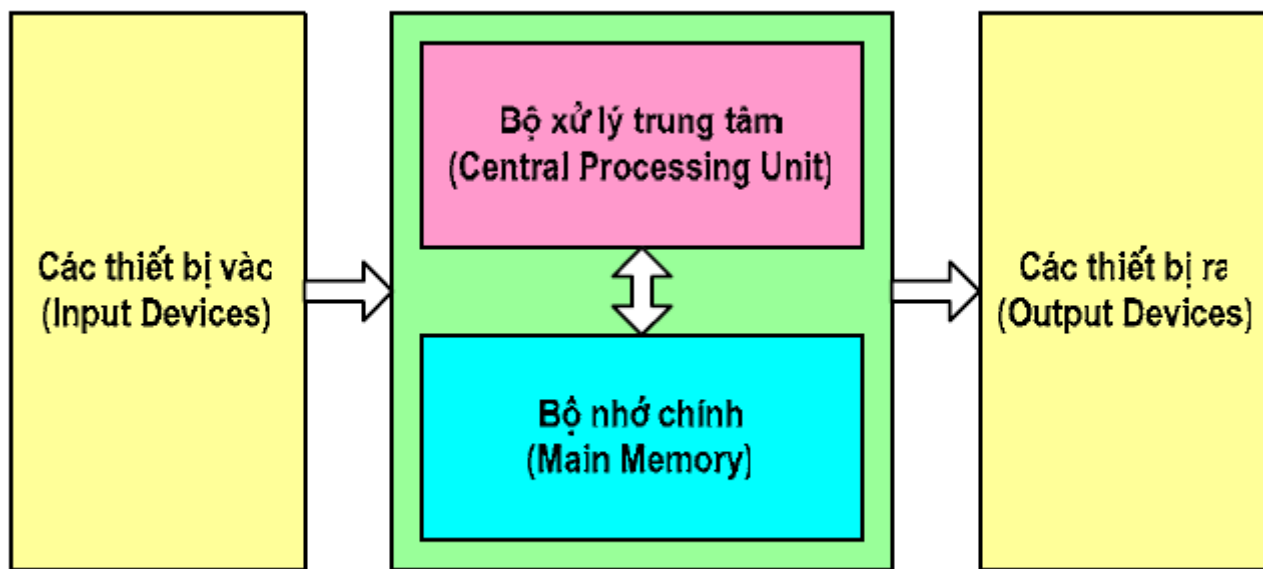 Bộ xử lý trung tâm
(Central Processing Unit)
Các thiết bị vào
(Input Devices)
Các thiết bị ra
(Output Devices)
Bộ nhớ chính
(Main Memory)